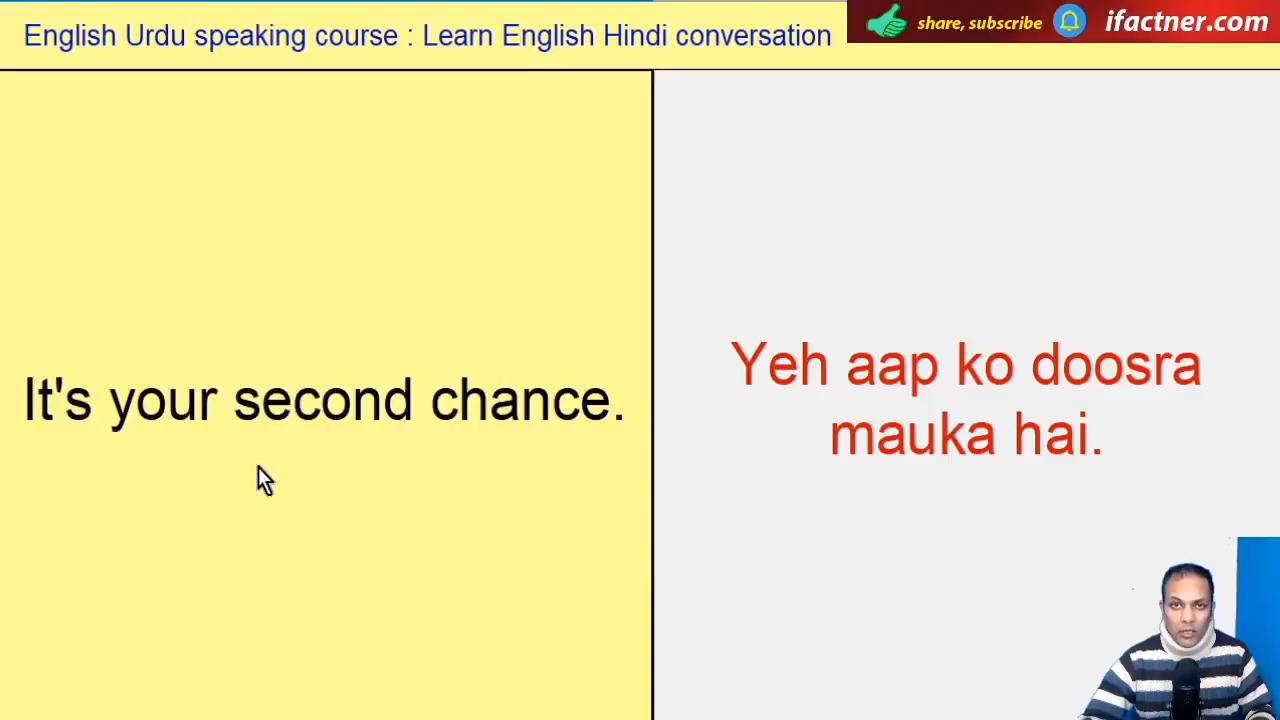 English Urdu speaking course : Learn English Hindi conversation
share, subscribe
ifactner.com
It's your second chance.
Yeh aap ko doosra
mauka hai.